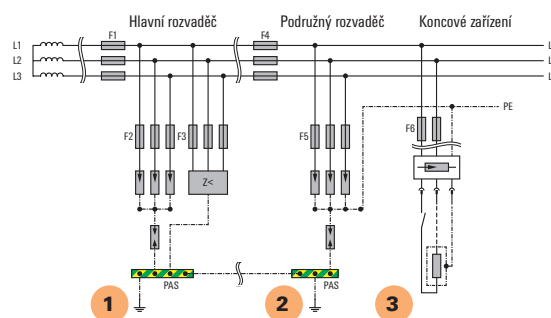 Hlavní rozvaděč
Podružný rozvaděč
Koncové zařízení
L1
F1
F4
L
L2
L
L3
L
PE
F2
F3
F5
F6
Z<
PAS
PAS
1
2
3